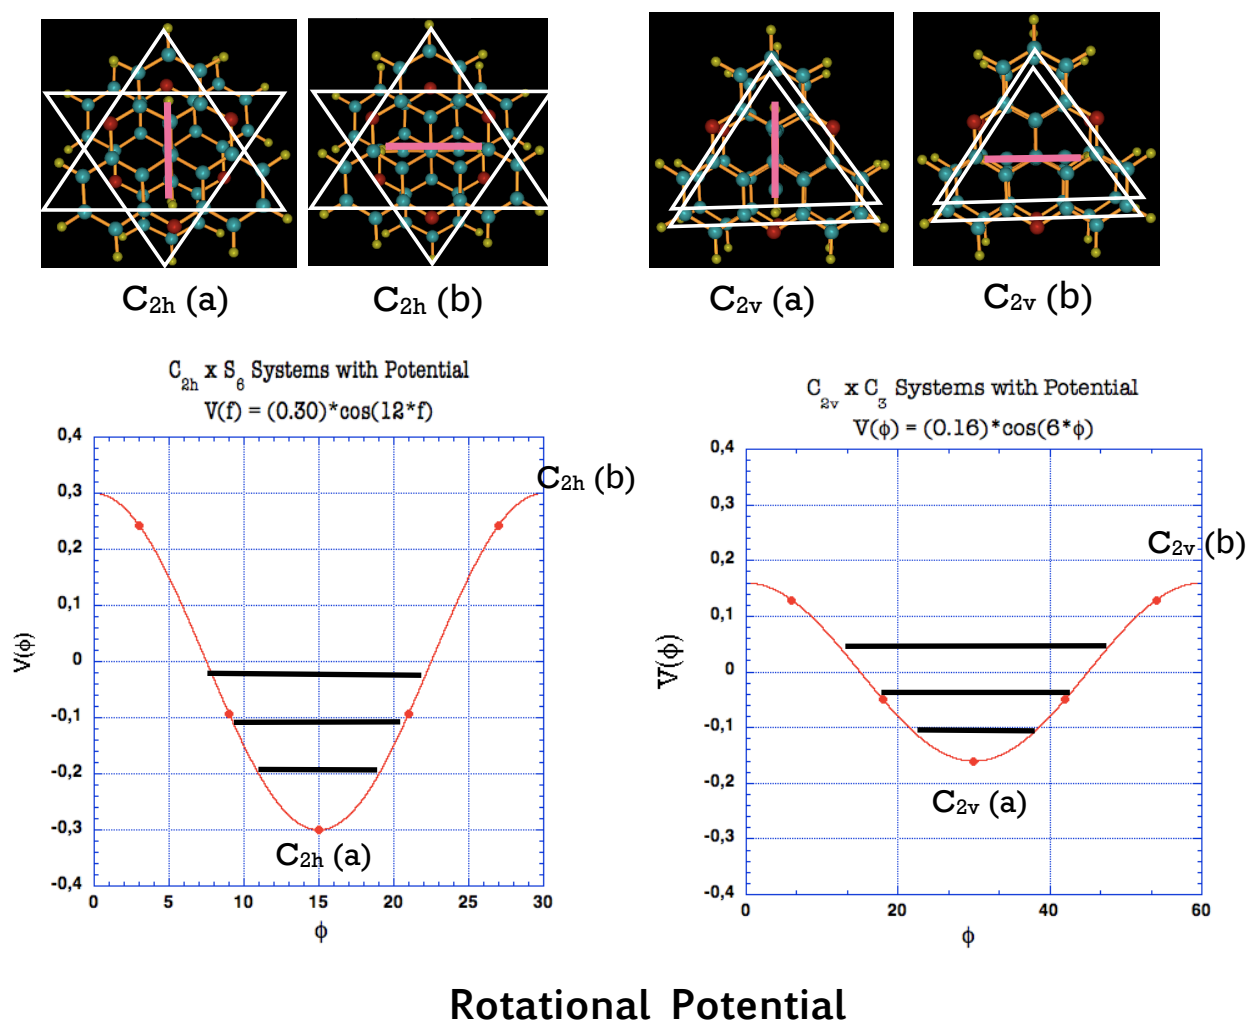 C2h (a)
C2h (b)
C2v (a)
C2v (b)
C2h x S6 Systems with Potential
V(f) = (0.30)*cos(12*f)
0,4
0,3
0,2
0,1
0
-0,1
-0,2
-0,3
-0,4
V(ϕ)
C2h (b)
C2h (a)
0
5
10
15
20
25
30
ϕ
C2v x C3 Systems with Potential
V(ϕ) = (0.16)*cos(6*ϕ)
0,4
0,3
0,2
0,1
0
-0,1
-0,2
-0,3
-0,4
V(ϕ)
C2v (b)
C2v (a)
0
20
40
60
ϕ
Rotational Potential